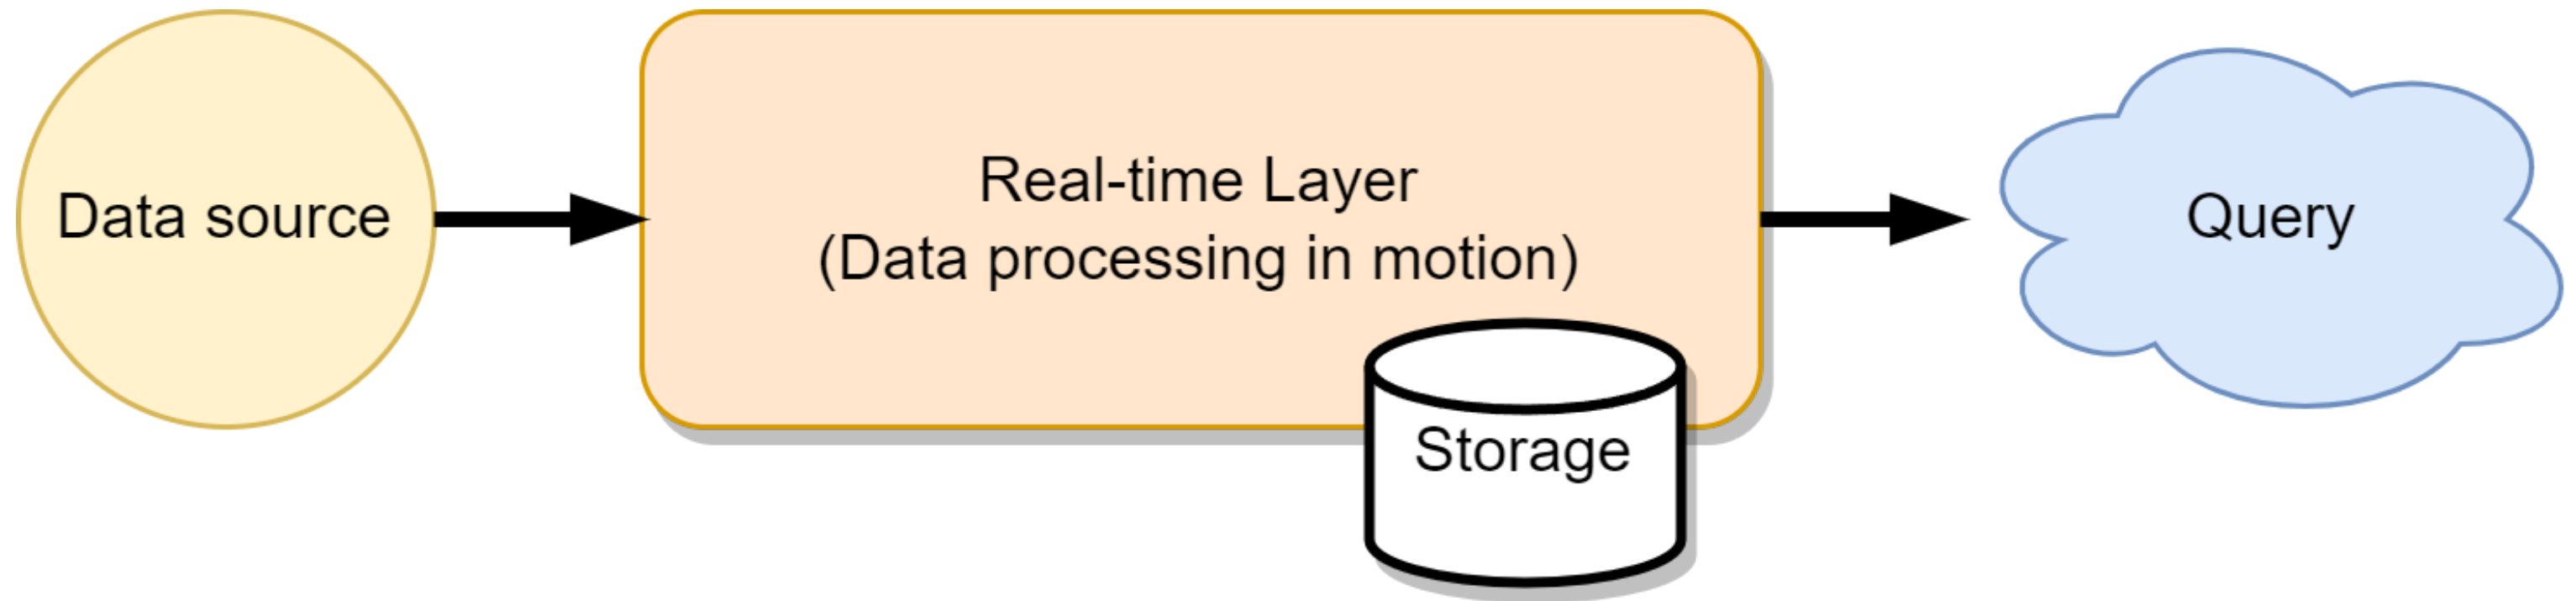 Data source
Real-time Layer
(Data processing in motion)
Storage
Query